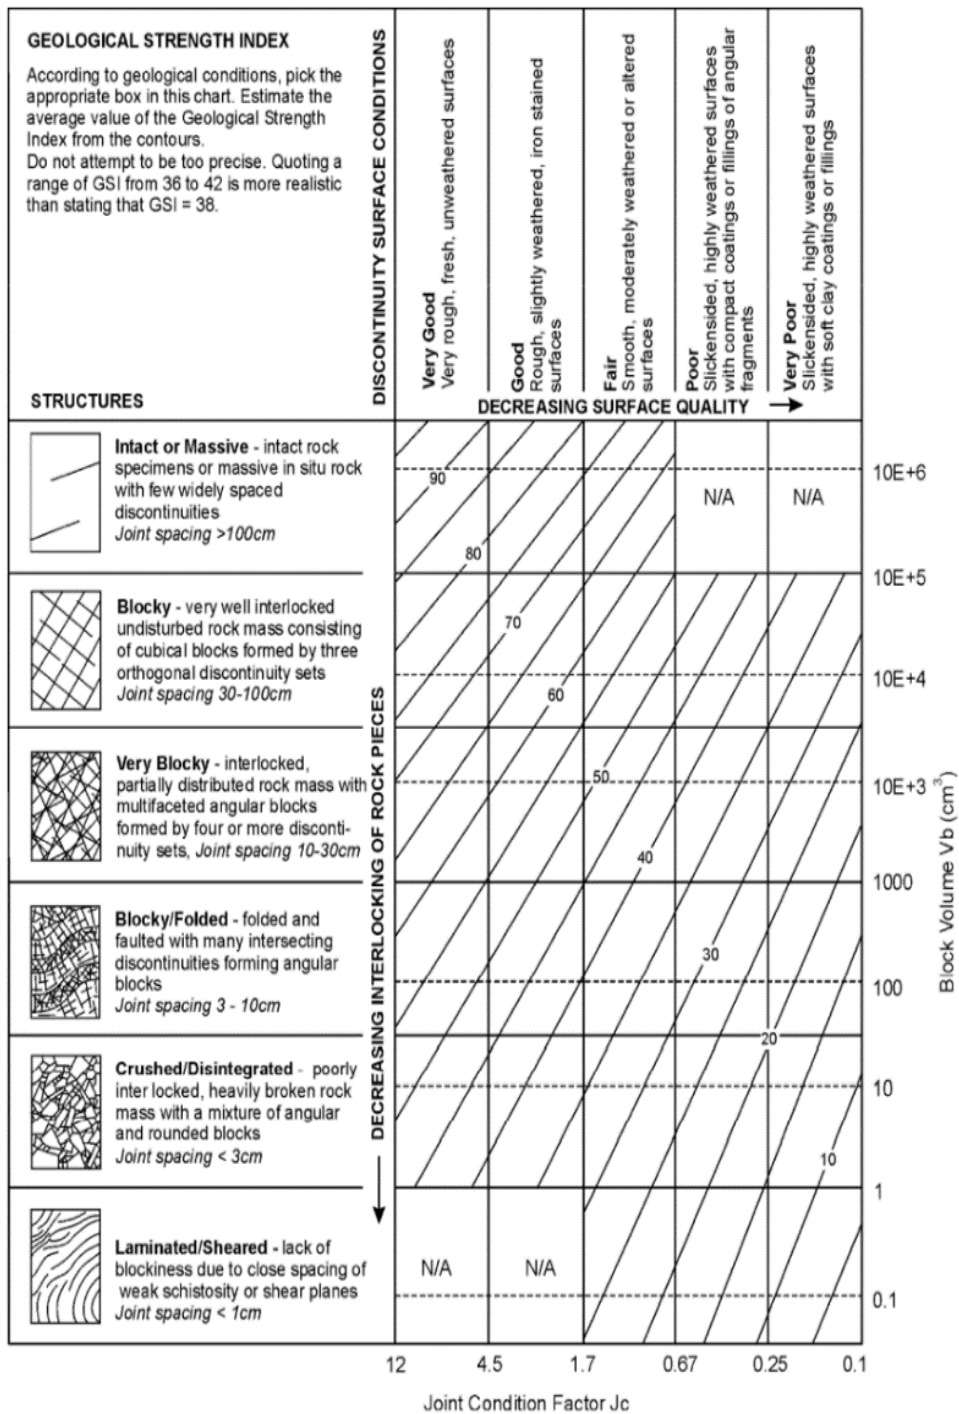 GEOLOGICAL STRENGTH INDEX
According to geological conditions, pick the
appropriate box in this chart. Estimate the
average value of the Geological Strength
Index from the contours.
Do not attempt to be too precise. Quoting a
range of GSI from 36 to 42 is more realistic
than stating that GSI = 38.
STRUCTURES
DISCONTINUITY SURFACE CONDITIONS
Very Good
Very rough, fresh, unweathered surfaces
Good
Rough, slightly weathered, iron stained
surfaces
Fair
Smooth, moderately weathered or altered
surfaces
Poor
Slickensided, highly weathered surfaces
with compact coatings or fillings of angular
fragments
Very Poor
Slickensided, highly weathered surfaces
with soft clay coatings or fillings
DECREASING SURFACE QUALITY
Intact or Massive - intact rock
specimens or massive in situ rock
with few widely spaced
discontinuities
Joint spacing >100cm
Blocky - very well interlocked
undisturbed rock mass consisting
of cubical blocks formed by three
orthogonal discontinuity sets
Joint spacing 30-100cm
Very Blocky - interlocked,
partially distributed rock mass with
multifaceted angular blocks
formed by four or more disconti-
nuity sets, Joint spacing 10-30cm
Blocky/Folded - folded and
faulted with many intersecting
discontinuities forming angular
blocks
Joint spacing 3 - 10cm
Crushed/Disintegrated - poorly
inter locked, heavily broken rock
mass with a mixture of angular
and rounded blocks
Joint spacing < 3cm
Laminated/Sheared - lack of
blockiness due to close spacing of
weak schistosity or shear planes
Joint spacing < 1cm
DECREASING INTERLOCKING OF ROCK PIECES
90
80
70
60
50
40
30
20
10
N/A
N/A
N/A
N/A
10E+6
10E+5
10E+4
10E+3
1000
100
10
1
0.1
Block Volume Vb (cm³)
12
4.5
1.7
0.67
0.25
0.1
Joint Condition Factor Jc